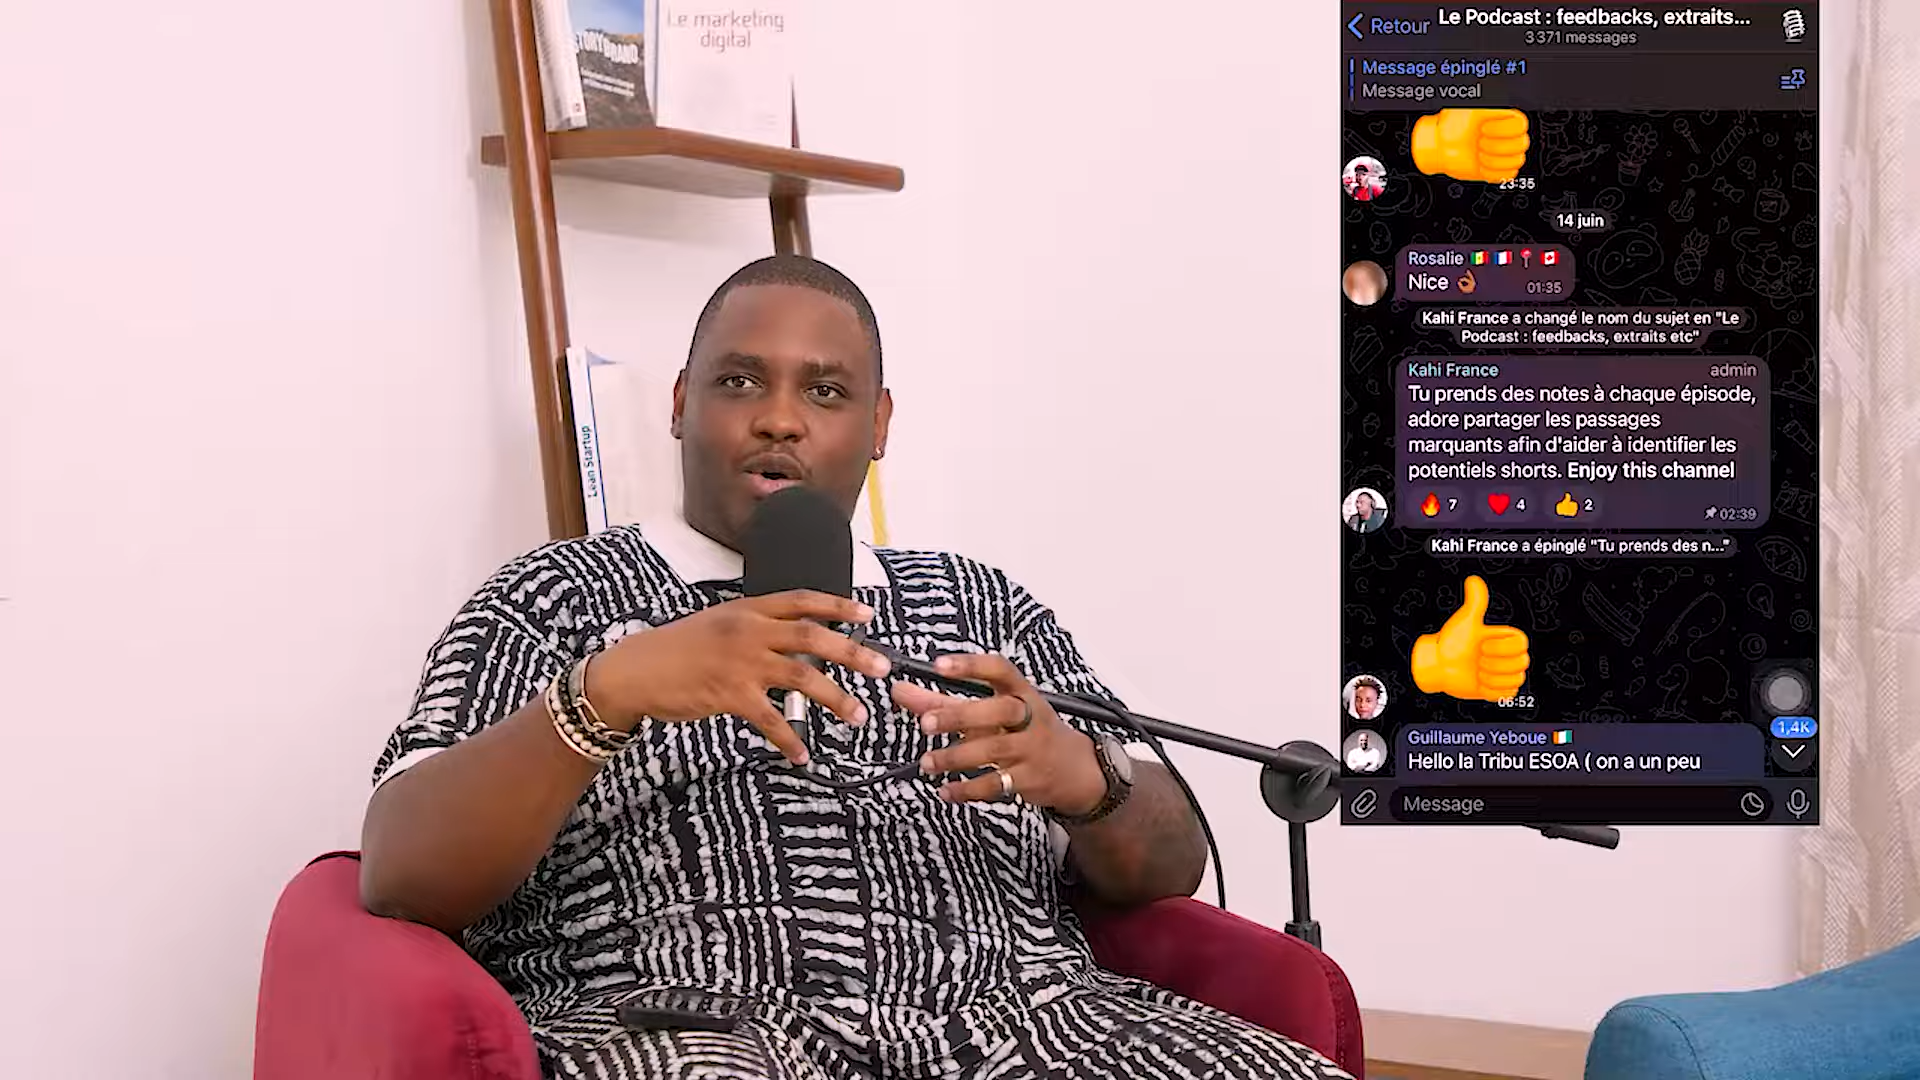 STORYBRAND
Le marketing
digital
Lean Startup
Retour
Le Podcast : feedbacks, extraits...
3 371 messages
Message épinglé #1
Message vocal
23:35
14 juin
Rosalie 🇸🇳 🇫🇷 📍 🇨🇦
Nice 👌🏾
01:35
Kahi France a changé le nom du sujet en "Le
Podcast : feedbacks, extraits etc"
Kahi France admin
Tu prends des notes à chaque épisode,
adore partager les passages
marquants afin d'aider à identifier les
potentiels shorts. Enjoy this channel
🔥 7 ❤️ 4 👍 2
02:39
Kahi France a épinglé "Tu prends des n..."
06:52
1,4K
Guillaume Yeboue 🇨🇮
Hello la Tribu ESOA ( on a un peu
Message